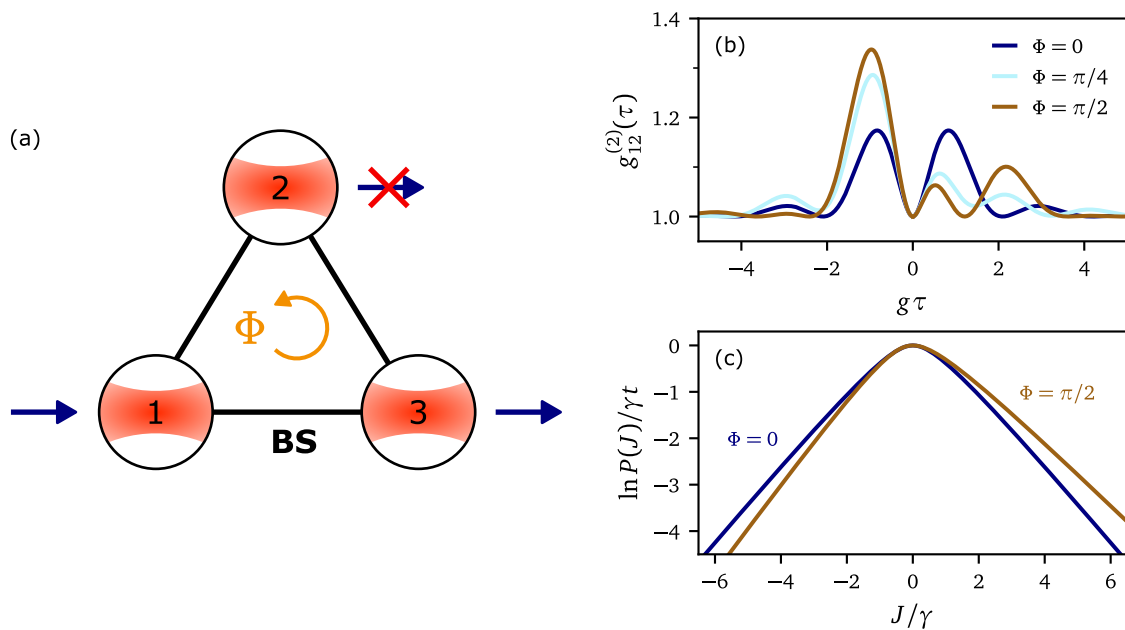 (a)
2
Φ
1
3
BS
(b)
Φ = 0
Φ = π/4
Φ = π/2
g₁₂⁽²⁾(τ)
1.4
1.2
1.0
−4 −2 0 2 4
gτ
(c)
Φ = π/2
Φ = 0
ln P(J)/γt
0
−1
−2
−3
−4
−6 −4 −2 0 2 4 6
J/γ